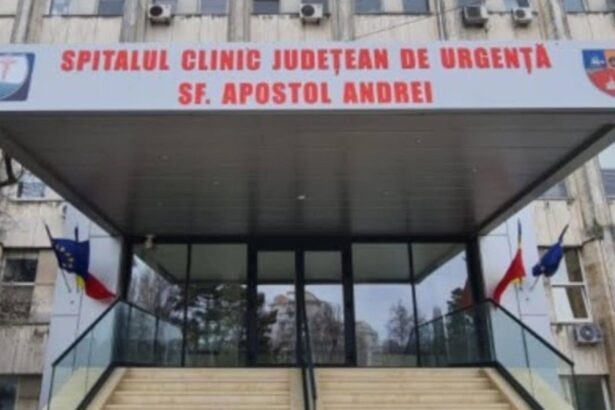 SPITALUL CLINIC JUDEȚEAN DE URGENȚĂ
SF. APOSTOL ANDREI